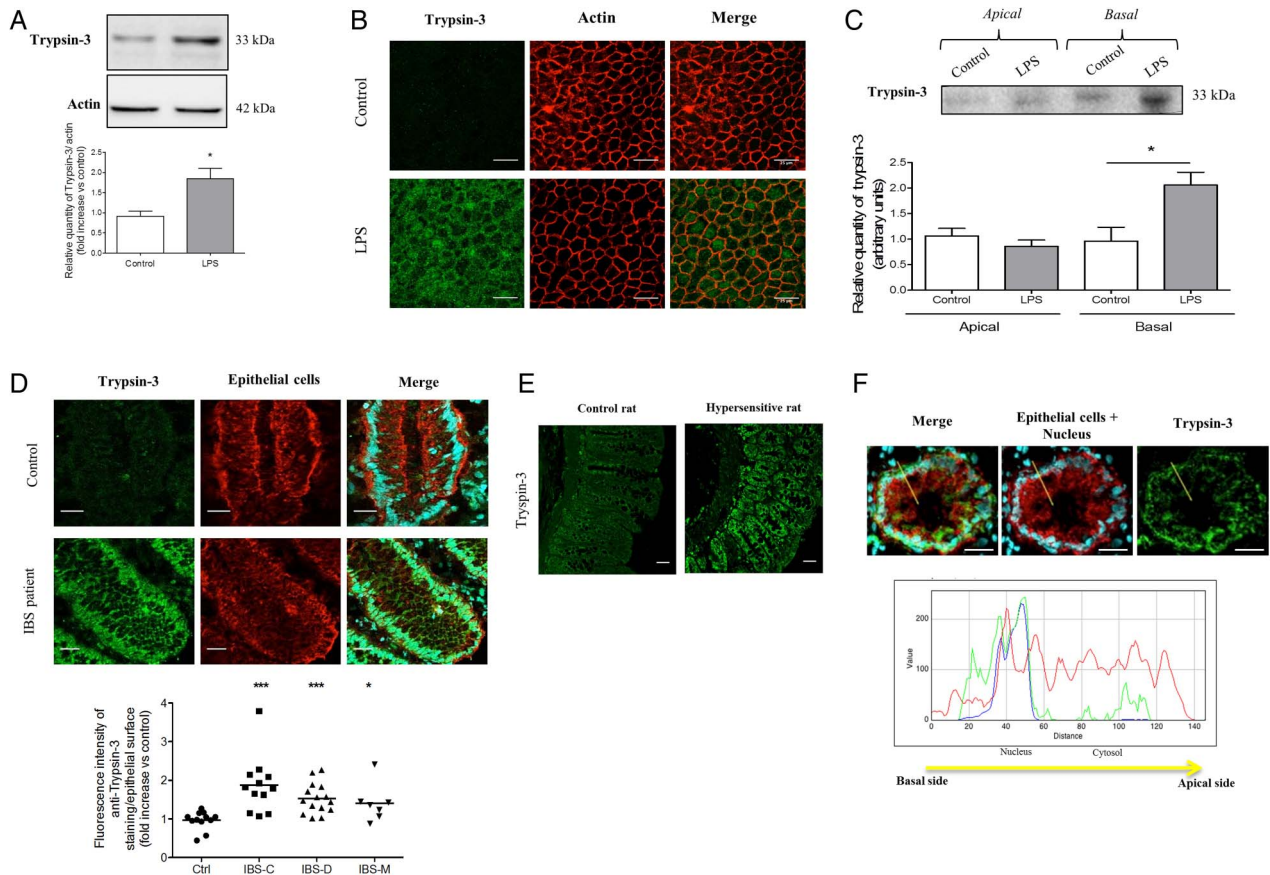 A
Trypsin-3
33 kDa
Actin
42 kDa
Relative quantity of Trypsin-3/ actin
(fold increase vs control)
2.5
2.0
1.5
1.0
0.5
0.0
*
Control
LPS
B
Trypsin-3
Actin
Merge
Control
LPS
25 µm
25 µm
C
Apical
Basal
Control
LPS
Control
LPS
Trypsin-3
33 kDa
Relative quantity of trypsin-3
(arbitrary units)
2.5
2.0
1.5
1.0
0.5
0.0
*
Control
LPS
Control
LPS
Apical
Basal
D
Trypsin-3
Epithelial cells
Merge
Control
IBS patient
Fluorescence intensity of
anti-Trypsin-3
staining/epithelial surface
(fold increase vs control)
4
3
2
1
0
***
***
*
Ctrl
IBS-C
IBS-D
IBS-M
E
Control rat
Hypersensitive rat
Tryspin-3
F
Merge
Epithelial cells +
Nucleus
Trypsin-3
Value
200
100
0
0
20
40
60
80
100
120
140
Distance
Nucleus
Cytosol
Basal side
Apical side